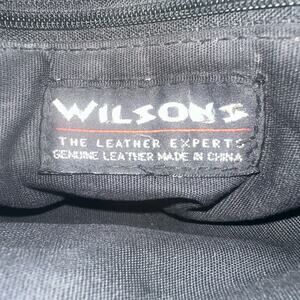 WILSONS
THE LEATHER EXPERTS
GENUINE LEATHER MADE IN CHINA